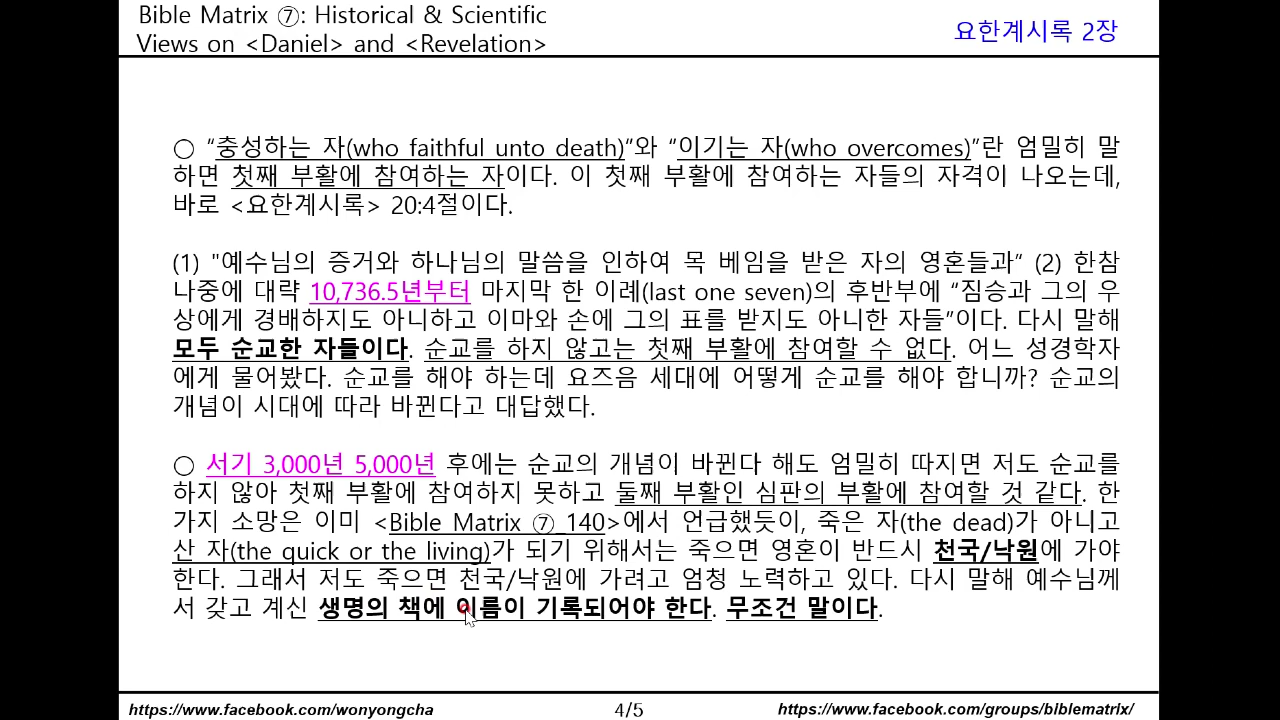 Bible Matrix ⑦: Historical & Scientific
Views on <Daniel> and <Revelation>
요한계시록 2장
○ “충성하는 자(who faithful unto death)”와 “이기는 자(who overcomes)”란 엄밀히 말
하면 첫째 부활에 참여하는 자이다. 이 첫째 부활에 참여하는 자들의 자격이 나오는데,
바로 <요한계시록> 20:4절이다.
(1) "예수님의 증거와 하나님의 말씀을 인하여 목 베임을 받은 자의 영혼들과” (2) 한참
나중에 대략 10,736.5년부터 마지막 한 이레(last one seven)의 후반부에 “짐승과 그의 우
상에게 경배하지도 아니하고 이마와 손에 그의 표를 받지도 아니한 자들”이다. 다시 말해
모두 순교한 자들이다. 순교를 하지 않고는 첫째 부활에 참여할 수 없다. 어느 성경학자
에게 물어봤다. 순교를 해야 하는데 요즈음 세대에 어떻게 순교를 해야 합니까? 순교의
개념이 시대에 따라 바뀐다고 대답했다.
○ 서기 3,000년 5,000년 후에는 순교의 개념이 바뀐다 해도 엄밀히 따지면 저도 순교를
하지 않아 첫째 부활에 참여하지 못하고 둘째 부활인 심판의 부활에 참여할 것 같다. 한
가지 소망은 이미 <Bible Matrix ⑦_140>에서 언급했듯이, 죽은 자(the dead)가 아니고
산 자(the quick or the living)가 되기 위해서는 죽으면 영혼이 반드시 천국/낙원에 가야
한다. 그래서 저도 죽으면 천국/낙원에 가려고 엄청 노력하고 있다. 다시 말해 예수님께
서 갖고 계신 생명의 책에 이름이 기록되어야 한다. 무조건 말이다.
https://www.facebook.com/wonyongcha
4/5
https://www.facebook.com/groups/biblematrix/